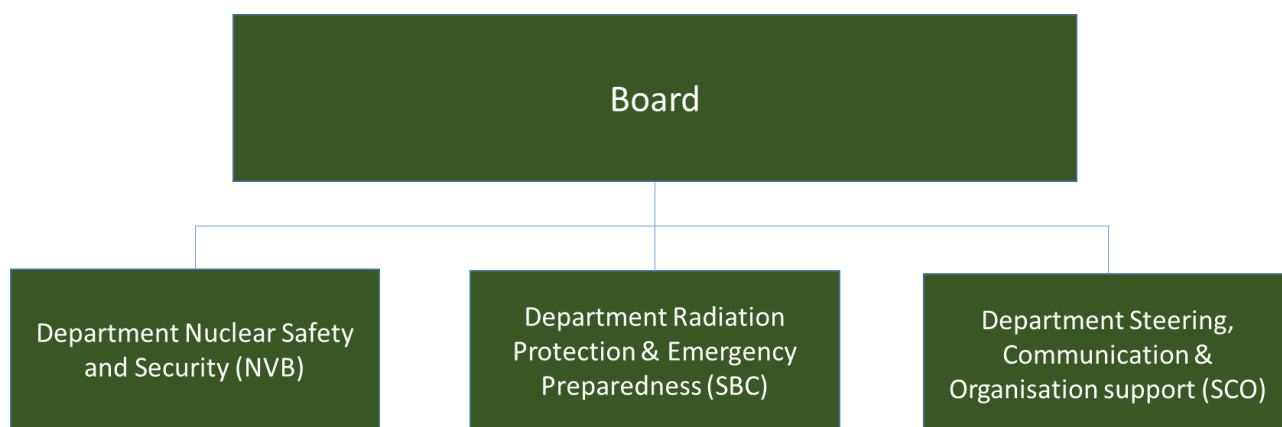 Board
Department Nuclear Safety
and Security (NVB)
Department Radiation
Protection & Emergency
Preparedness (SBC)
Department Steering,
Communication &
Organisation support (SCO)